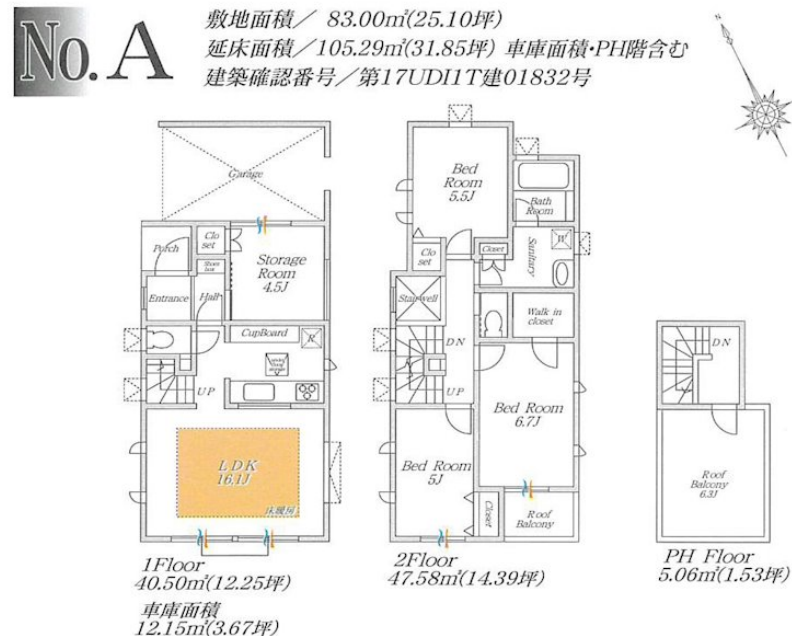 No. A
敷地面積／ 83.00㎡(25.10坪)
延床面積／105.29㎡(31.85坪) 車庫面積・PH階含む
建築確認番号／第17UDI1T建01832号
N
Garage
Porch
Clo
set
Storage
Room
4.5J
Shoes
box
Entrance
Hall
CupBoard
R
UP
LDK
16.1J
床暖房
1Floor
40.50㎡(12.25坪)
車庫面積
12.15㎡(3.67坪)
Bed
Room
5.5J
Bath
Room
Clo
set
Closet
Sanitary
W
Stairwell
Walk in
closet
DN
UP
Bed Room
6.7J
Bed Room
5J
Closet
Roof
Balcony
2Floor
47.58㎡(14.39坪)
DN
Roof
Balcony
6.3J
PH Floor
5.06㎡(1.53坪)